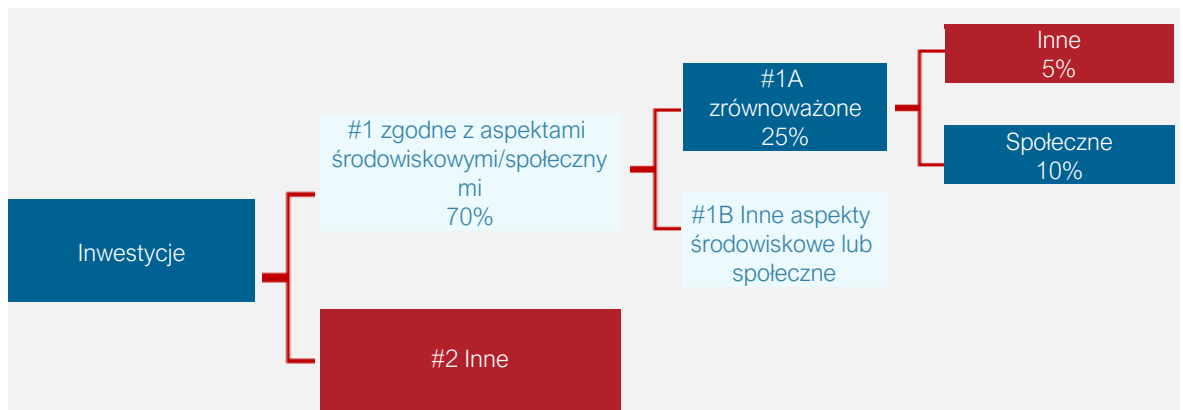 Inwestycje
#1 zgodne z aspektami
środowiskowymi/społeczny
mi
70%
#2 Inne
#1A
zrównoważone
25%
#1B Inne aspekty
środowiskowe lub
społeczne
Inne
5%
Społeczne
10%